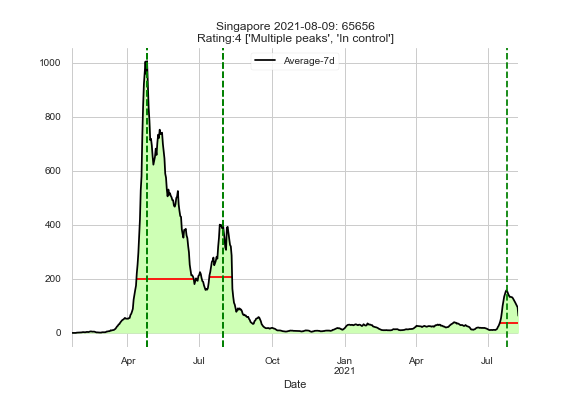 Singapore 2021-08-09: 65656
Rating:4 ['Multiple peaks', 'In control']
Average-7d
1000
800
600
400
200
0
Apr Jul Oct Jan Apr Jul
2021
Date